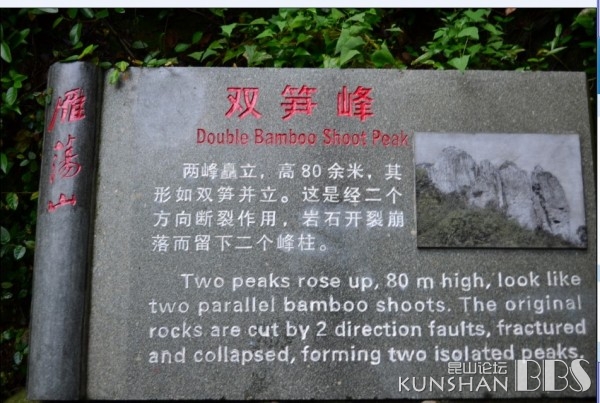 雁荡山
双笋峰
Double Bamboo Shoot Peak
两峰矗立，高80余米，其
形如双笋并立。这是经二个
方向断裂作用，岩石开裂崩
落而留下二个峰柱。
Two peaks rose up, 80 m high, look like
two parallel bamboo shoots. The original
rocks are cut by 2 direction faults, fractured
and collapsed, forming two isolated peaks.
昆山论坛
KUNSHAN BBS